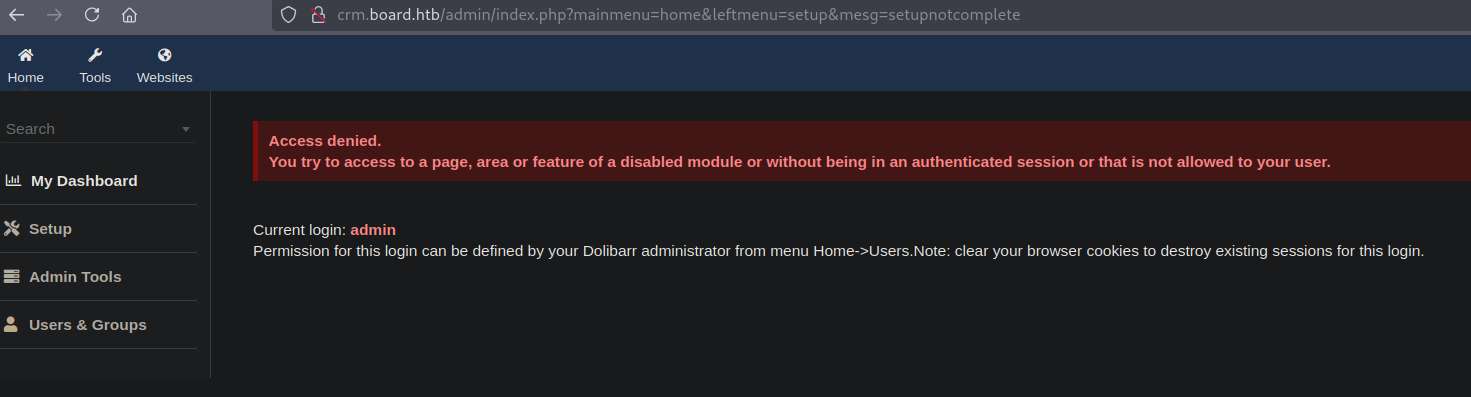 crm.board.htb/admin/index.php?mainmenu=home&leftmenu=setup&mesg=setupnotcomplete
Home Tools Websites
Search
My Dashboard
Setup
Admin Tools
Users & Groups
Access denied.
You try to access to a page, area or feature of a disabled module or without being in an authenticated session or that is not allowed to your user.
Current login: admin
Permission for this login can be defined by your Dolibarr administrator from menu Home->Users.Note: clear your browser cookies to destroy existing sessions for this login.